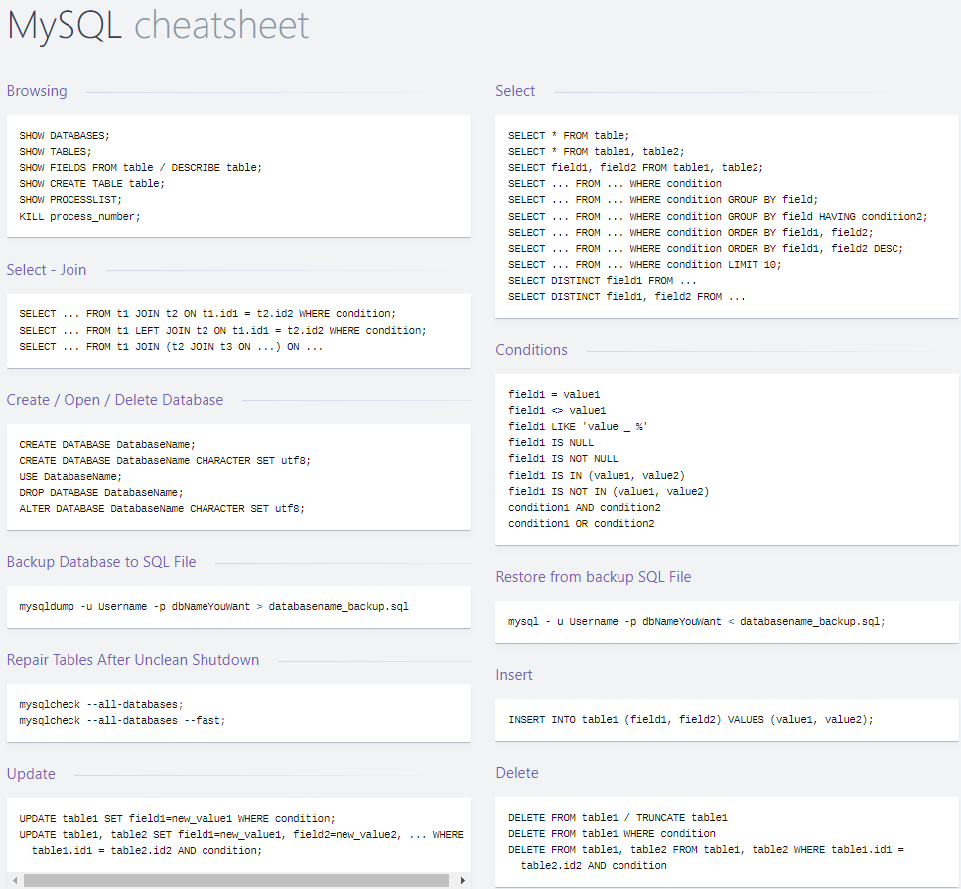 MySQL cheatsheet
Browsing
SHOW DATABASES;
SHOW TABLES;
SHOW FIELDS FROM table / DESCRIBE table;
SHOW CREATE TABLE table;
SHOW PROCESSLIST;
KILL process_number;
Select - Join
SELECT ... FROM t1 JOIN t2 ON t1.id1 = t2.id2 WHERE condition;
SELECT ... FROM t1 LEFT JOIN t2 ON t1.id1 = t2.id2 WHERE condition;
SELECT ... FROM t1 JOIN (t2 JOIN t3 ON ...) ON ...
Create / Open / Delete Database
CREATE DATABASE DatabaseName;
CREATE DATABASE DatabaseName CHARACTER SET utf8;
USE DatabaseName;
DROP DATABASE DatabaseName;
ALTER DATABASE DatabaseName CHARACTER SET utf8;
Backup Database to SQL File
mysqldump -u Username -p dbNameYouWant > databasename_backup.sql
Repair Tables After Unclean Shutdown
mysqlcheck --all-databases;
mysqlcheck --all-databases --fast;
Update
UPDATE table1 SET field1=new_value1 WHERE condition;
UPDATE table1, table2 SET field1=new_value1, field2=new_value2, ... WHERE
table1.id1 = table2.id2 AND condition;
Select
SELECT * FROM table;
SELECT * FROM table1, table2;
SELECT field1, field2 FROM table1, table2;
SELECT ... FROM ... WHERE condition
SELECT ... FROM ... WHERE condition GROUP BY field;
SELECT ... FROM ... WHERE condition GROUP BY field HAVING condition2;
SELECT ... FROM ... WHERE condition ORDER BY field1, field2;
SELECT ... FROM ... WHERE condition ORDER BY field1, field2 DESC;
SELECT ... FROM ... WHERE condition LIMIT 10;
SELECT DISTINCT field1 FROM ...
SELECT DISTINCT field1, field2 FROM ...
Conditions
field1 = value1
field1 <> value1
field1 LIKE 'value _ %'
field1 IS NULL
field1 IS NOT NULL
field1 IS IN (value1, value2)
field1 IS NOT IN (value1, value2)
condition1 AND condition2
condition1 OR condition2
Restore from backup SQL File
mysql - u Username -p dbNameYouWant < databasename_backup.sql;
Insert
INSERT INTO table1 (field1, field2) VALUES (value1, value2);
Delete
DELETE FROM table1 / TRUNCATE table1
DELETE FROM table1 WHERE condition
DELETE FROM table1, table2 FROM table1, table2 WHERE table1.id1 =
table2.id2 AND condition